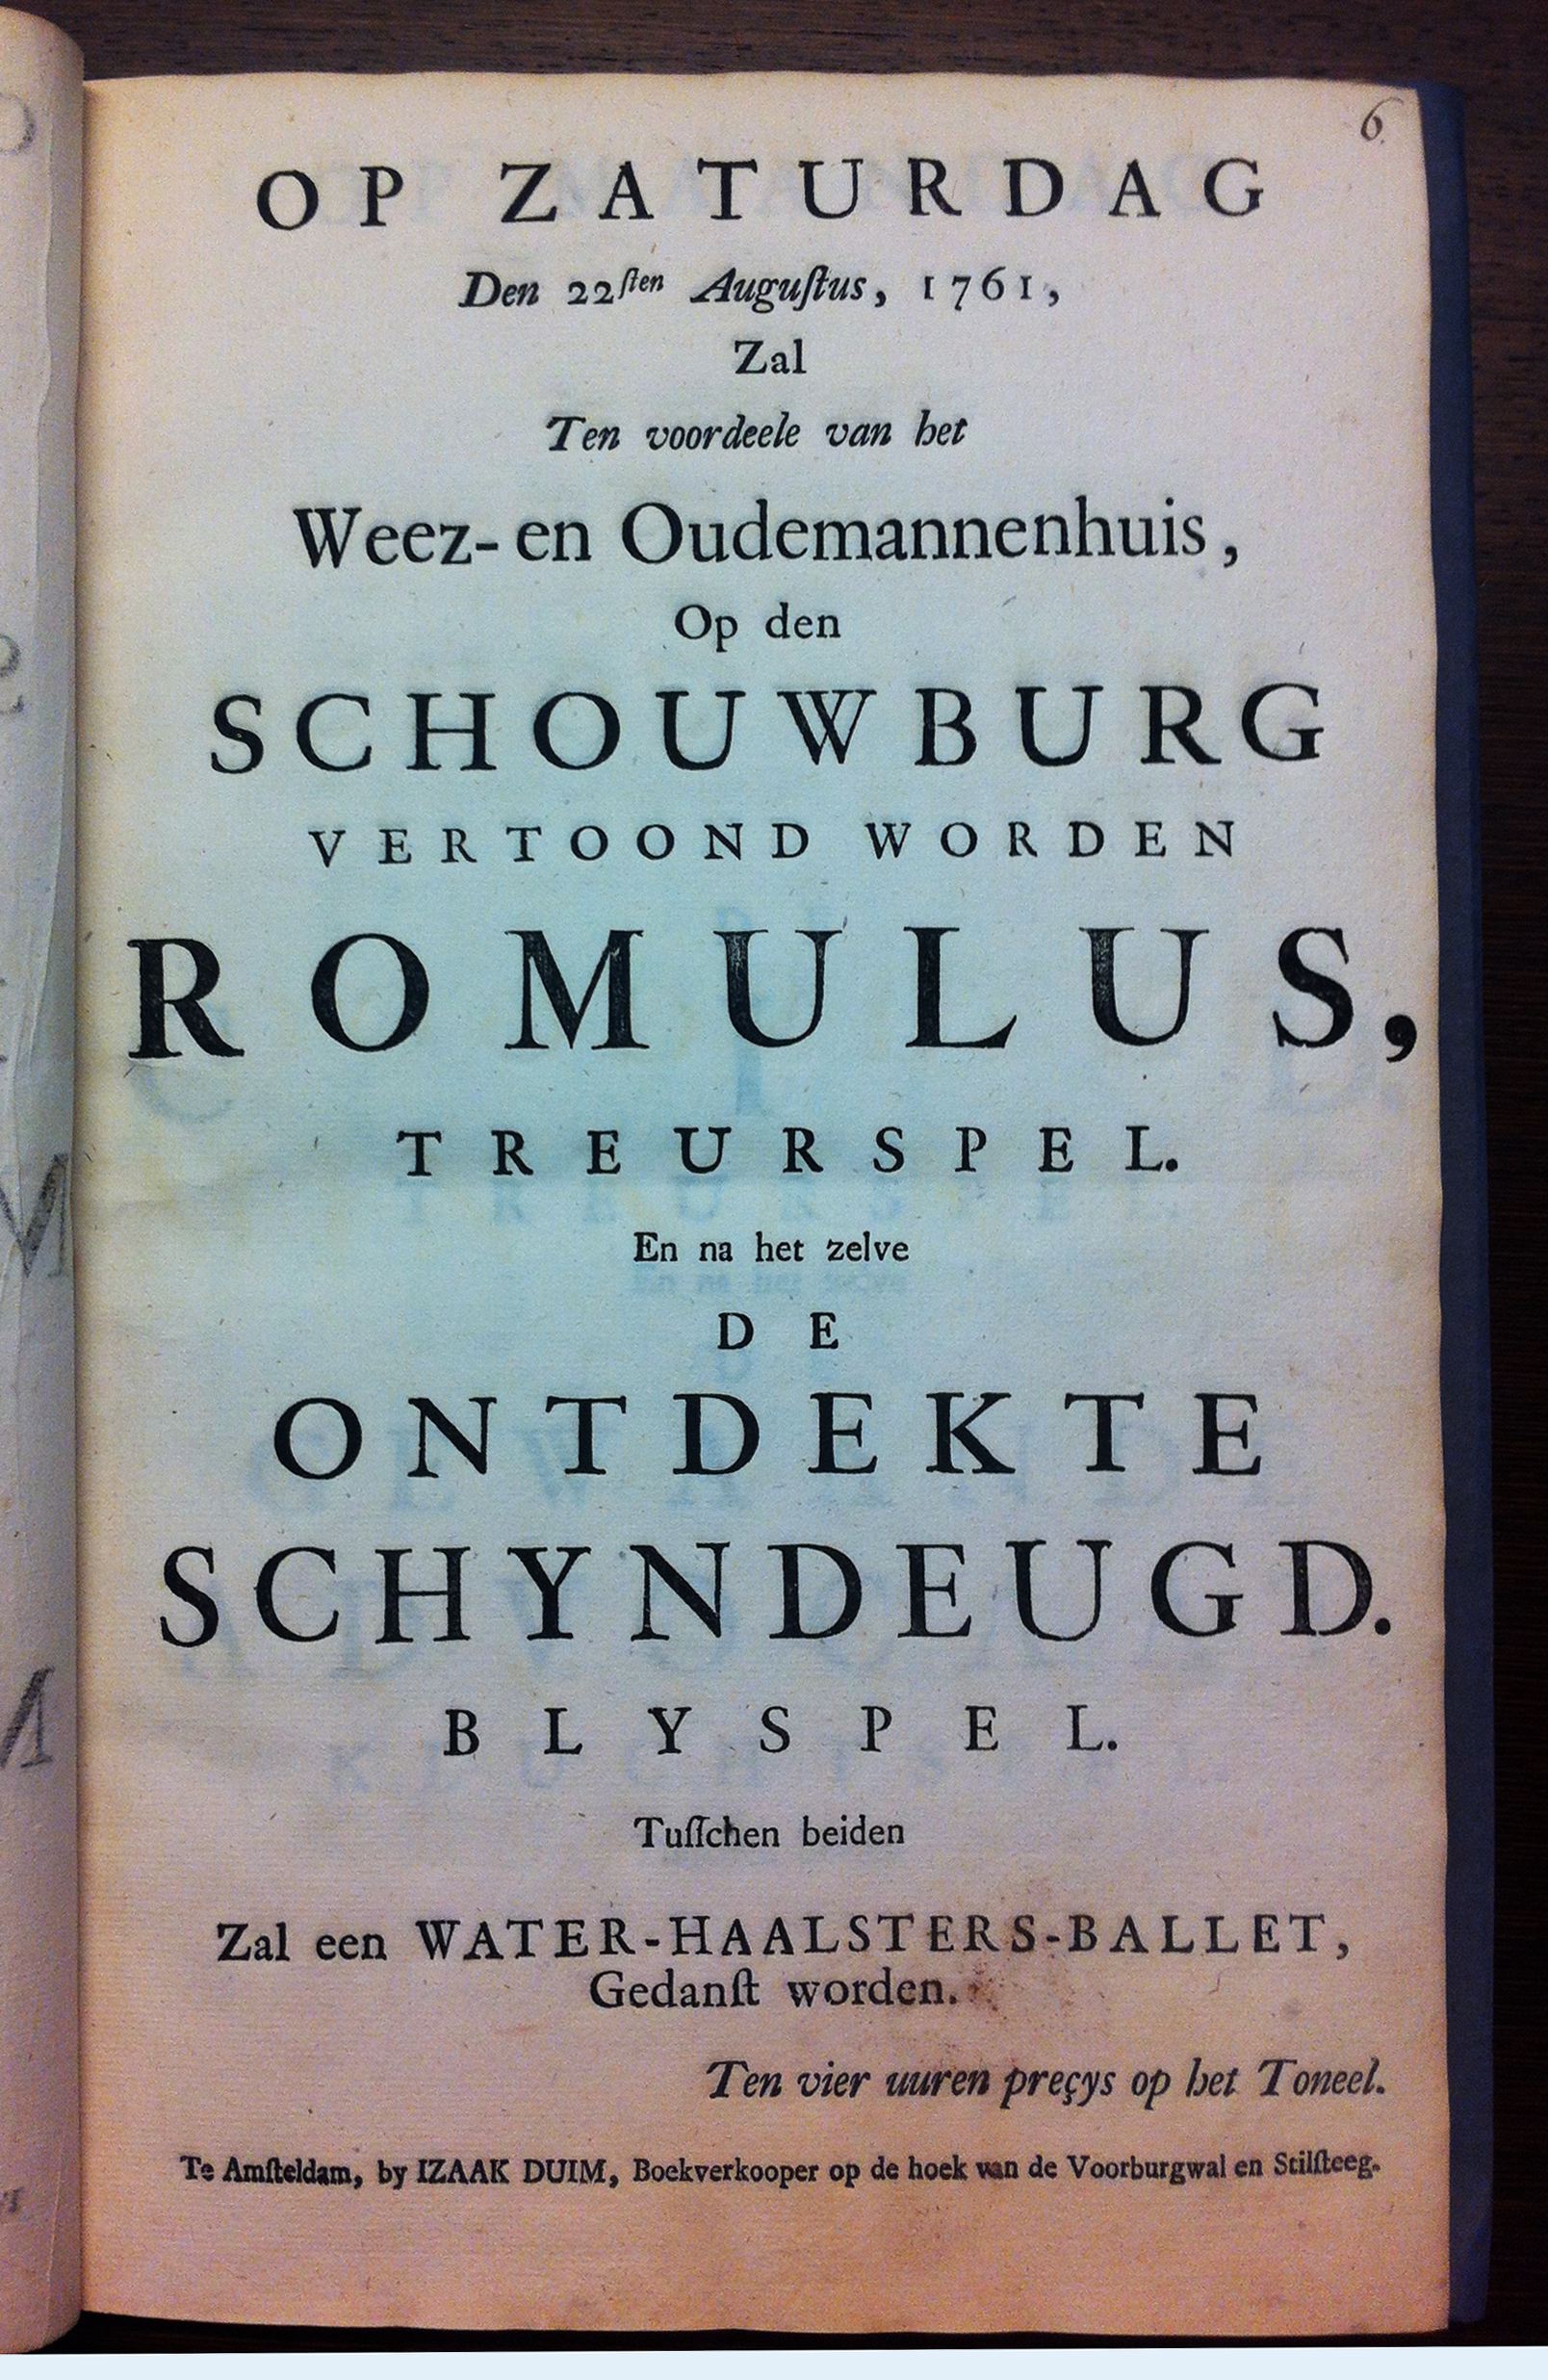 6.
OP ZATURDAG
Den 22ſten Auguſtus, 1761,
Zal
Ten voordeele van het
Weez- en Oudemannenhuis,
Op den
SCHOUWBURG
VERTOOND WORDEN
ROMULUS,
TREURSPEL.
En na het zelve
DE
ONTDEKTE
SCHYNDEUGD.
BLYSPEL.
Tuſſchen beiden
Zal een WATER-HAALSTERS-BALLET,
Gedanſt worden.
Ten vier uuren preçys op het Toneel.
Te Amſteldam, by IZAAK DUIM, Boekverkooper op de hoek van de Voorburgwal en Stilſteeg.